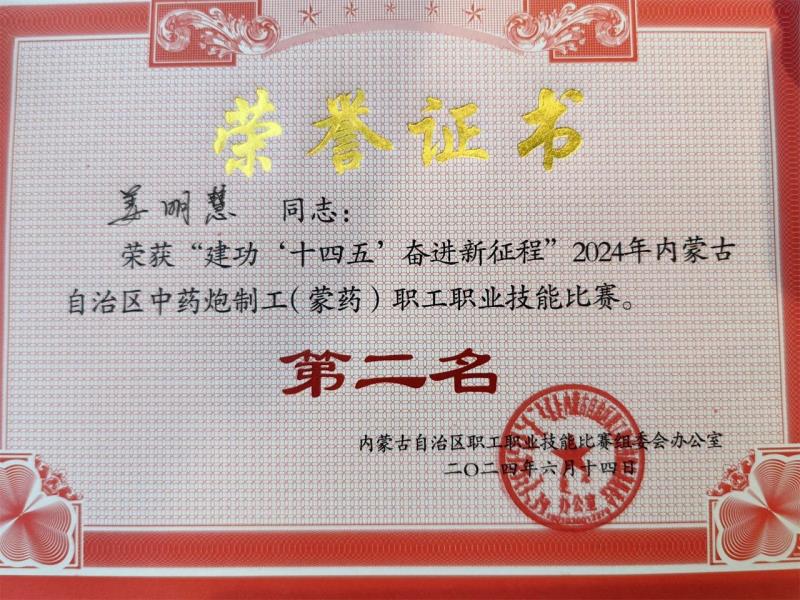 荣誉证书
姜明慧 同志：
荣获“建功‘十四五’奋进新征程”2024年内蒙古
自治区中药炮制工（蒙药）职工职业技能比赛。
第二名
内蒙古自治区职工职业技能比赛组委会办公室
二〇二四年六月十四日
办公室